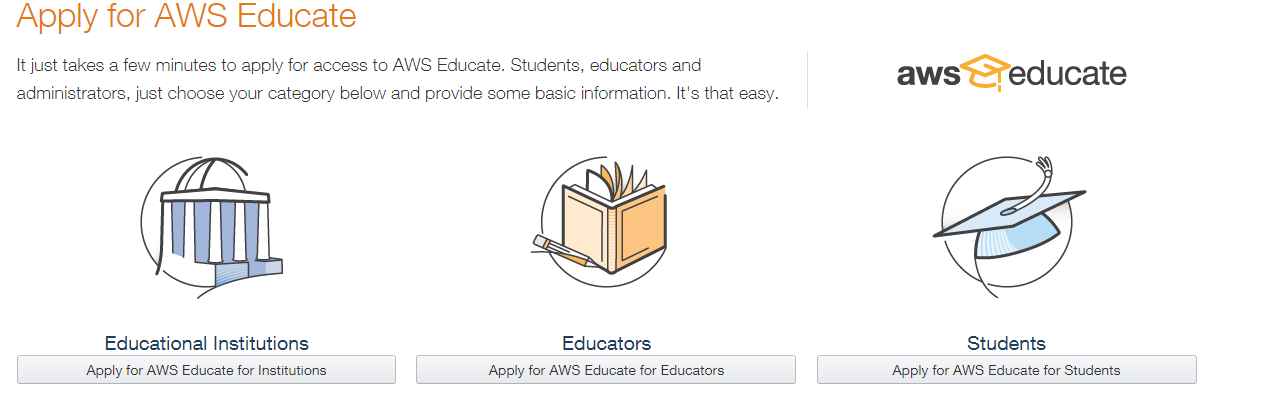 Apply for AWS Educate
It just takes a few minutes to apply for access to AWS Educate. Students, educators and
administrators, just choose your category below and provide some basic information. It's that easy.
aws educate
Educational Institutions
Apply for AWS Educate for Institutions
Educators
Apply for AWS Educate for Educators
Students
Apply for AWS Educate for Students